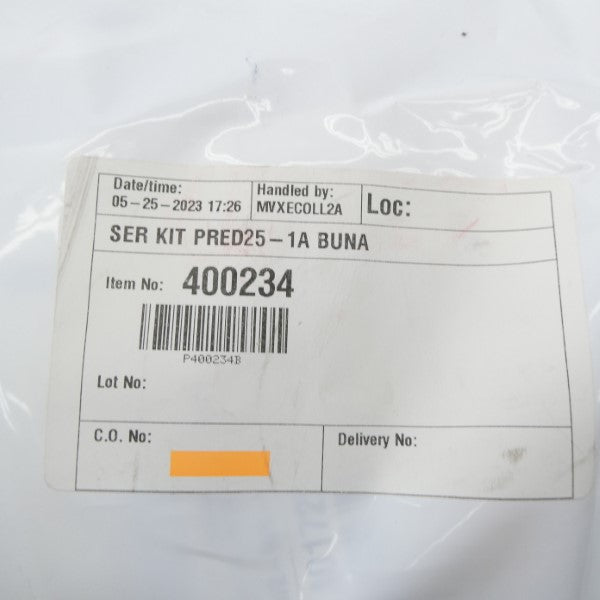 Date/time:
05-25-2023 17:26
Handled by:
MVXECOLL2A
Loc:
SER KIT PRED25-1A BUNA
Item No: 400234
P400234B
Lot No:
C.O. No:
Delivery No: